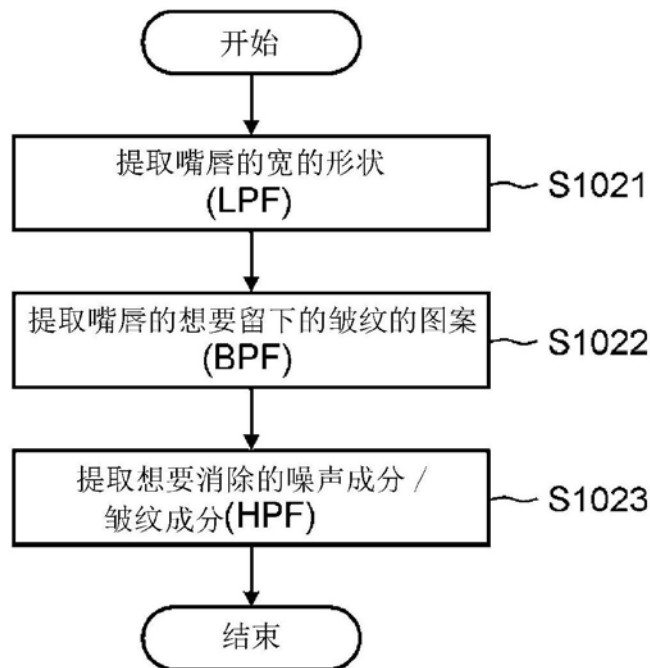 开始
提取嘴唇的宽的形状
(LPF)
S1021
提取嘴唇的想要留下的皱纹的图案
(BPF)
S1022
提取想要消除的噪声成分/
皱纹成分(HPF)
S1023
结束